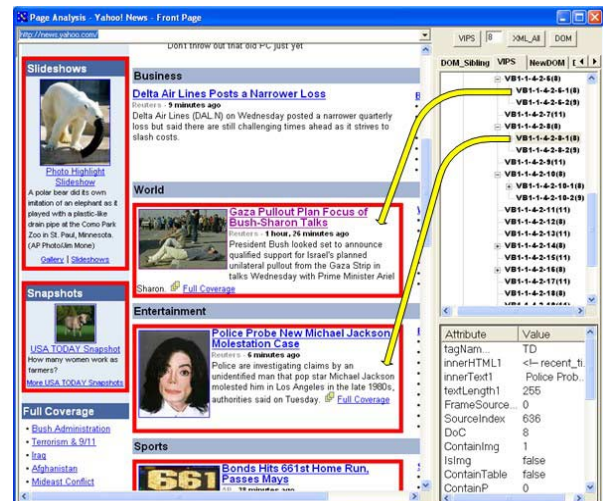 Page Analysis - Yahoo! News - Front Page
http://news.yahoo.com/
VIPS 8 XML_All DOM
Don't throw out that old PC just yet
Slideshows
Photo Highlight
Slideshow
A polar bear did its own
imitation of an elephant as it
played with a plastic-like
drain pipe at the Como Park
Zoo in St. Paul, Minnesota.
(AP Photo/Jim Mone)
Gallery | Slideshows
Snapshots
USA TODAY Snapshot
How many women work as
farmers?
More USA TODAY Snapshots
Full Coverage
• Bush Administration
• Terrorism & 9/11
• Iraq
• Afghanistan
• Mideast Conflict
Business
Delta Air Lines Posts a Narrower Loss
Reuters - 9 minutes ago
Delta Air Lines (DAL.N) on Wednesday posted a narrower quarterly
loss but said there are still challenging times ahead as it strives to
slash costs.
World
Gaza Pullout Plan Focus of
Bush-Sharon Talks
Reuters - 1 hour, 26 minutes ago
President Bush looked set to announce
qualified support for Israel's planned
unilateral pullout from the Gaza Strip in
talks Wednesday with Prime Minister Ariel
Sharon. Full Coverage
Entertainment
Police Probe New Michael Jackson
Molestation Case
Reuters - 6 minutes ago
Police are investigating claims by an
unidentified man that pop star Michael Jackson
molested him in Los Angeles in the late 1980s,
authorities said on Tuesday. Full Coverage
Sports
661
Bonds Hits 661st Home Run,
Passes Mays
AP - 28 minutes ago
DOM_Sibling VIPS NewDOM
VB1-1-4-2-6(8)
VB1-1-4-2-6-1(8)
VB1-1-4-2-6-2(9)
VB1-1-4-2-7(11)
VB1-1-4-2-8(8)
VB1-1-4-2-8-1(8)
VB1-1-4-2-8-2(9)
VB1-1-4-2-9(11)
VB1-1-4-2-10(8)
VB1-1-4-2-10-1(8)
VB1-1-4-2-10-2(9)
VB1-1-4-2-11(11)
VB1-1-4-2-12(8)
VB1-1-4-2-13(11)
VB1-1-4-2-14(8)
VB1-1-4-2-15(11)
VB1-1-4-2-16(8)
VB1-1-4-2-17(11)
VB1-1-4-2-18(8)
Attribute Value
tagNam... TD
innerHTML1 <!-- recent_ti...
innerText1 Police Prob...
textLength1 255
FrameSource... 0
SourceIndex 636
DoC 8
ContainImg 1
IsImg false
ContainTable false
ContainP 0